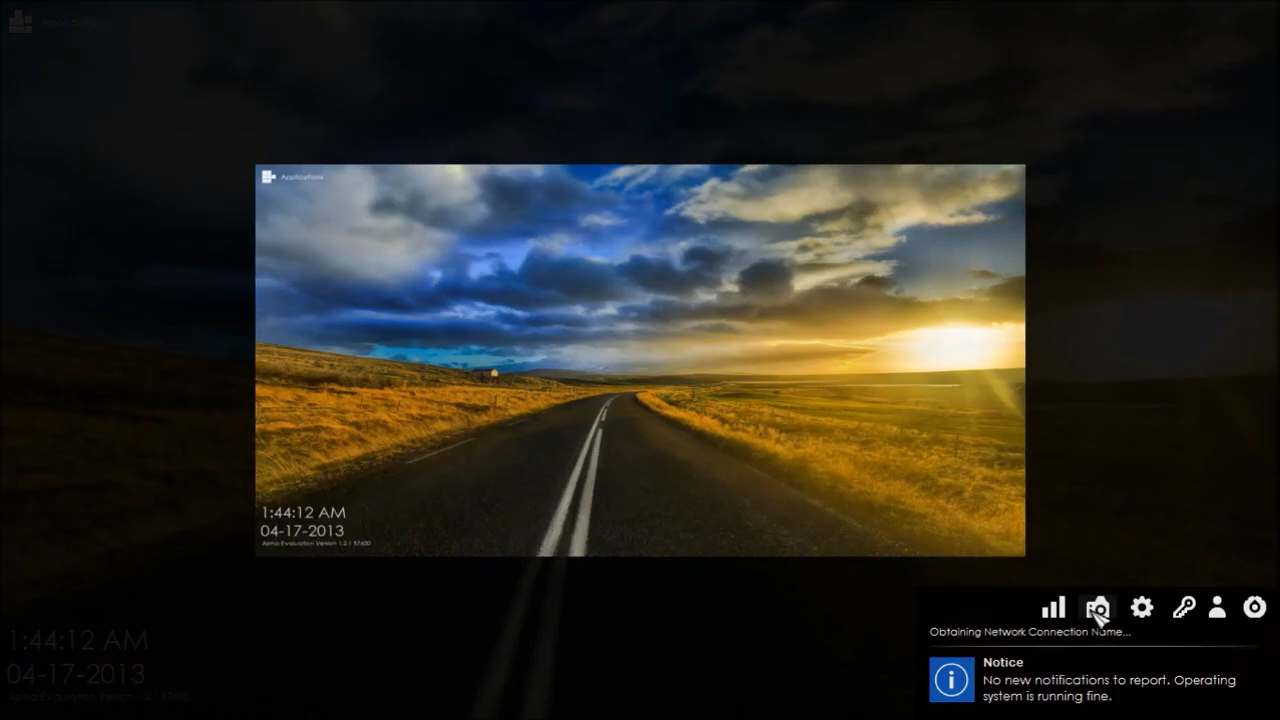 Applications
Applications
1:44:12 AM
04-17-2013
1:44:12 AM
04-17-2013
Obtaining Network Connection Name...
Notice
No new notifications to report. Operating
system is running fine.